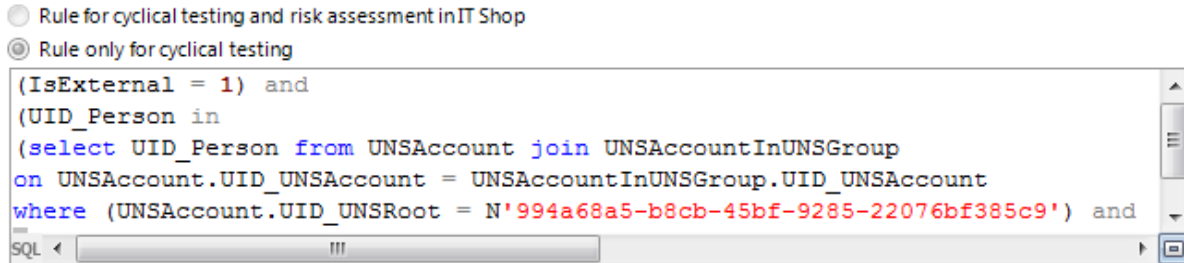 Rule for cyclical testing and risk assessment in IT Shop
Rule only for cyclical testing
(IsExternal = 1) and
(UID_Person in
(select UID_Person from UNSAccount join UNSAccountInUNSGroup
on UNSAccount.UID_UNSAccount = UNSAccountInUNSGroup.UID_UNSAccount
where (UNSAccount.UID_UNSRoot = N'994a68a5-b8cb-45bf-9285-22076bf385c9') and
SQL